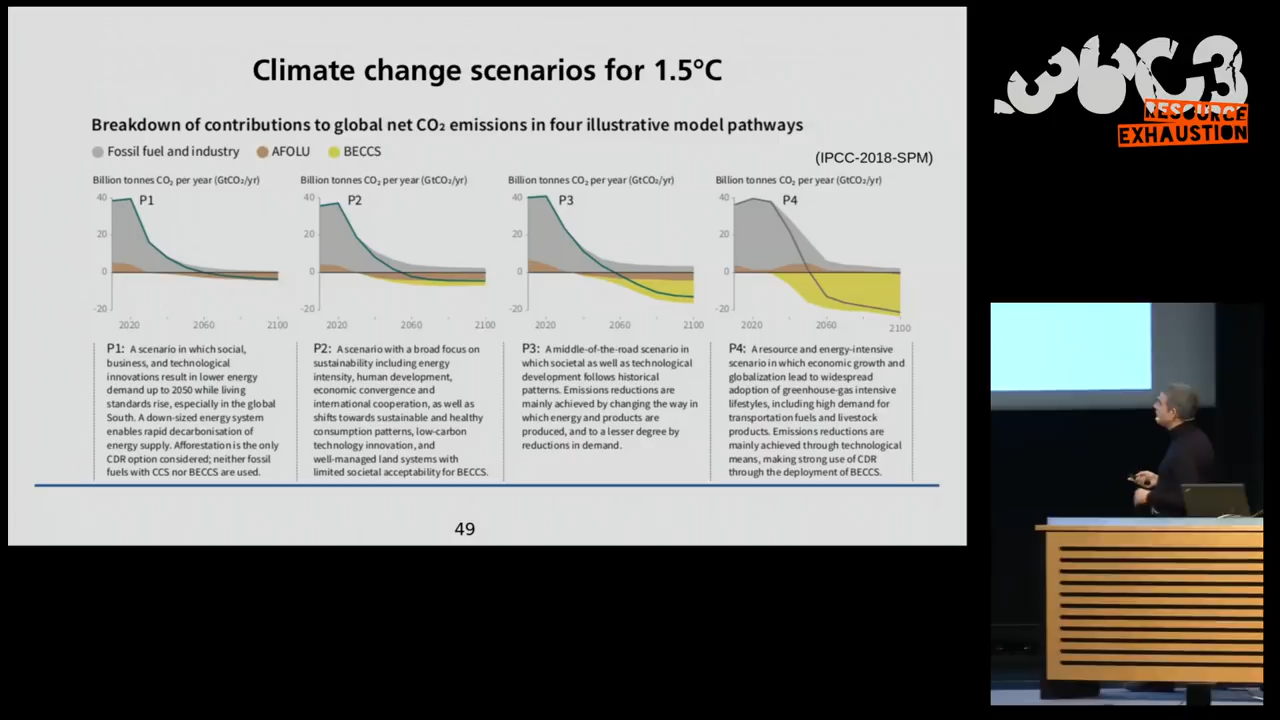 Climate change scenarios for 1.5°C
Breakdown of contributions to global net CO₂ emissions in four illustrative model pathways
Fossil fuel and industry
AFOLU
BECCS
(IPCC-2018-SPM)
Billion tonnes CO₂ per year (GtCO₂/yr)
Billion tonnes CO₂ per year (GtCO₂/yr)
Billion tonnes CO₂ per year (GtCO₂/yr)
Billion tonnes CO₂ per year (GtCO₂/yr)
40
P1
20
0
-20
2020
2060
2100
40
P2
20
0
-20
2020
2060
2100
40
P3
20
0
-20
2020
2060
2100
40
P4
20
0
-20
2020
2060
2100
P1: A scenario in which social,
business, and technological
innovations result in lower energy
demand up to 2050 while living
standards rise, especially in the global
South. A down-sized energy system
enables rapid decarbonisation of
energy supply. Afforestation is the only
CDR option considered; neither fossil
fuels with CCS nor BECCS are used.
P2: A scenario with a broad focus on
sustainability including energy
intensity, human development,
economic convergence and
international cooperation, as well as
shifts towards sustainable and healthy
consumption patterns, low-carbon
technology innovation, and
well-managed land systems with
limited societal acceptability for BECCS.
P3: A middle-of-the-road scenario in
which societal as well as technological
development follows historical
patterns. Emissions reductions are
mainly achieved by changing the way in
which energy and products are
produced, and to a lesser degree by
reductions in demand.
P4: A resource and energy-intensive
scenario in which economic growth and
globalization lead to widespread
adoption of greenhouse-gas intensive
lifestyles, including high demand for
transportation fuels and livestock
products. Emissions reductions are
mainly achieved through technological
means, making strong use of CDR
through the deployment of BECCS.
49
36C3
RESOURCE
EXHAUSTION